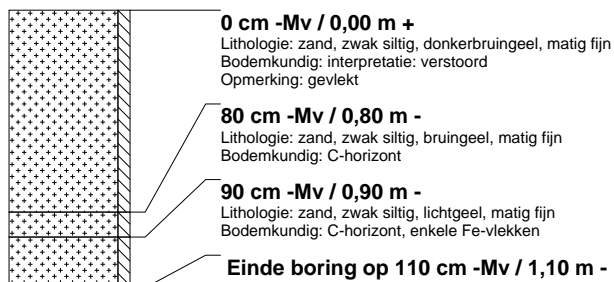 0 cm -Mv / 0,00 m +
Lithologie: zand, zwak siltig, donkerbruingeel, matig fijn
Bodemkundig: interpretatie: verstoord
Opmerking: gevlekt
80 cm -Mv / 0,80 m -
Lithologie: zand, zwak siltig, bruingeel, matig fijn
Bodemkundig: C-horizont
90 cm -Mv / 0,90 m -
Lithologie: zand, zwak siltig, lichtgeel, matig fijn
Bodemkundig: C-horizont, enkele Fe-vlekken
Einde boring op 110 cm -Mv / 1,10 m -